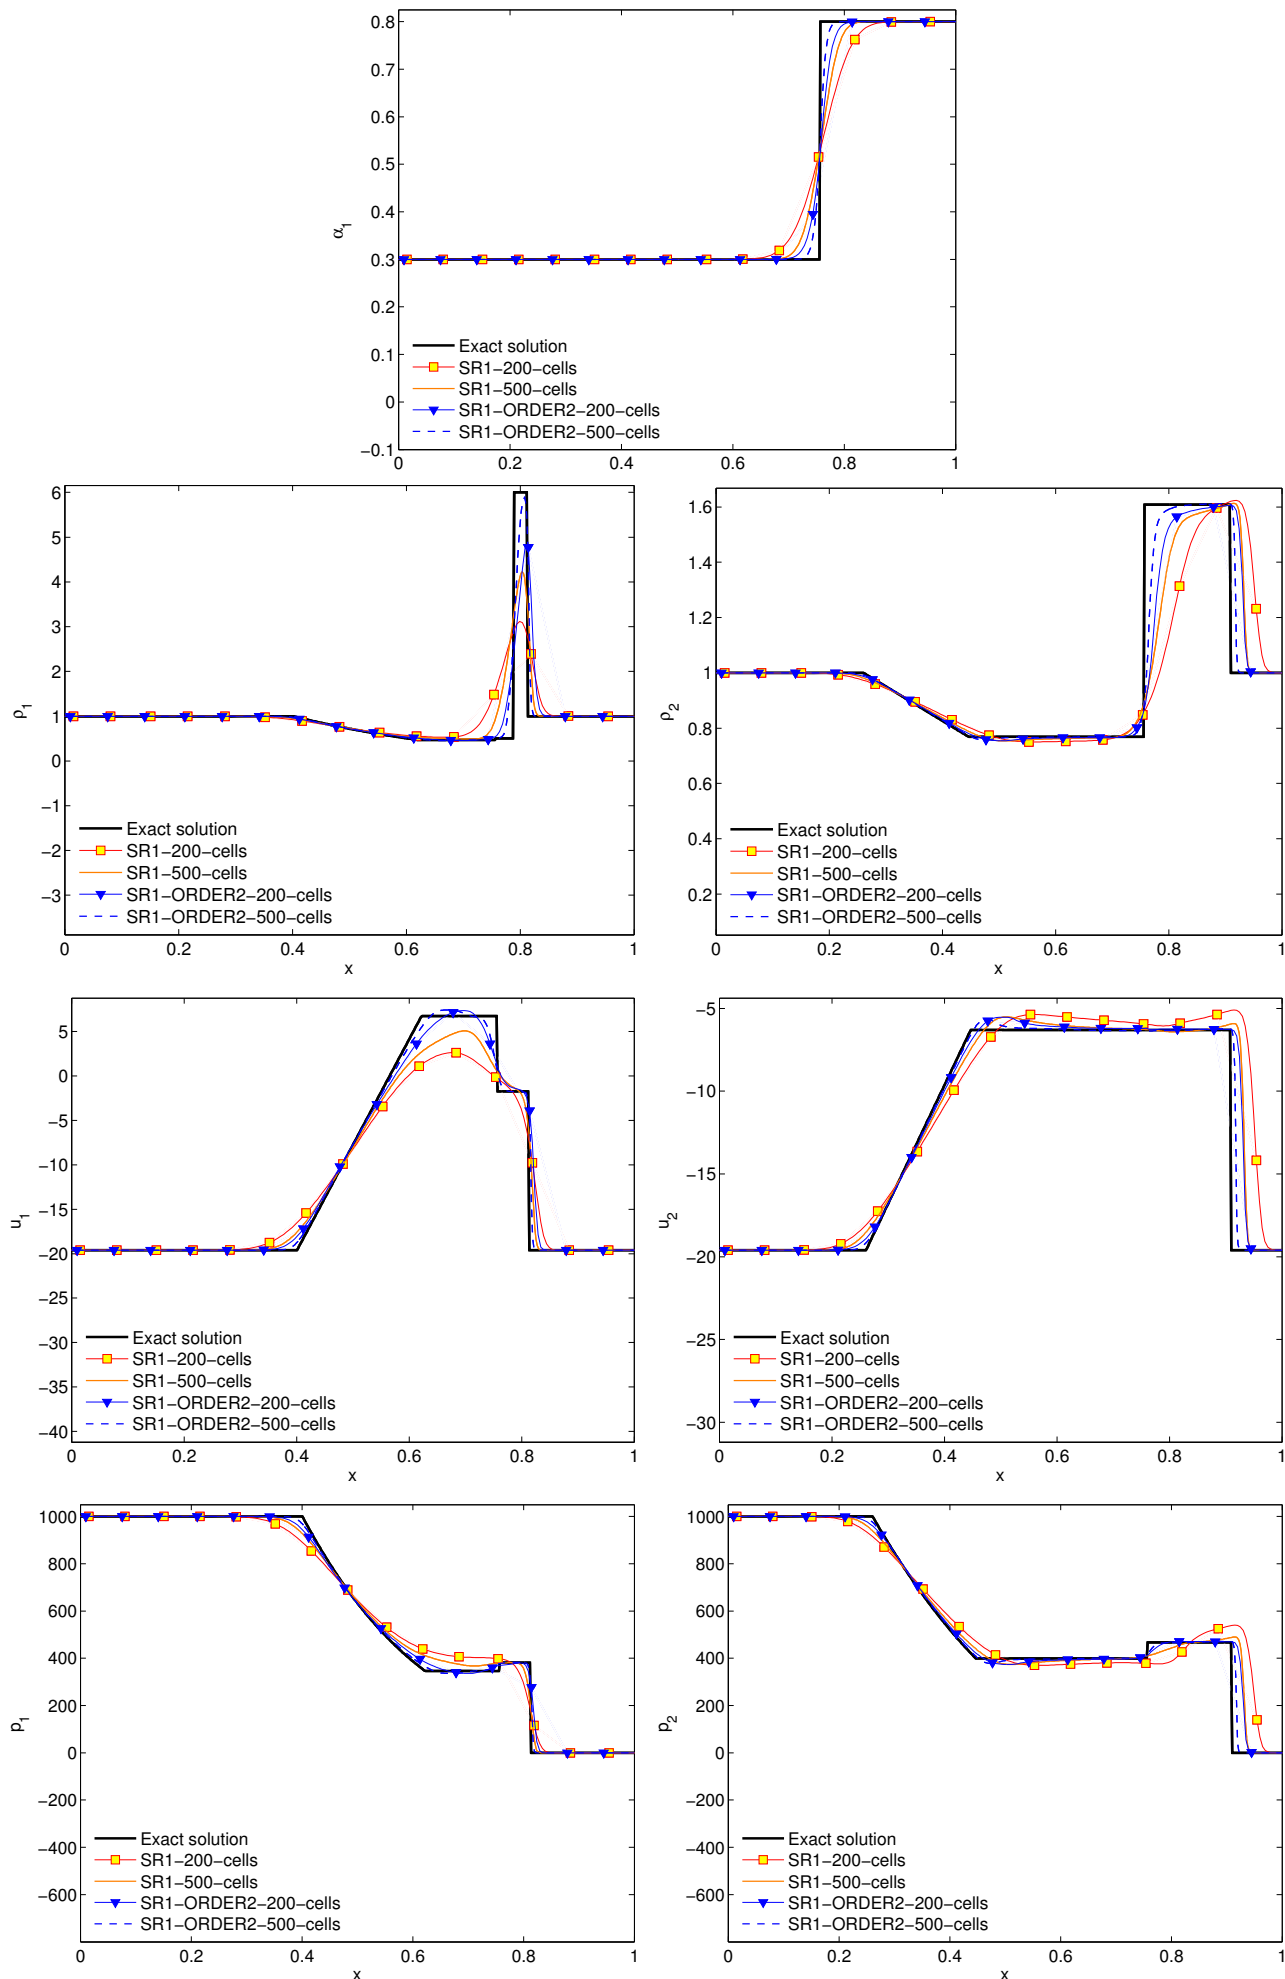 0.8
0.7
0.6
0.5
0.4
0.3
0.2
0.1
0
−0.1
α1
Exact solution
SR1−200−cells
SR1−500−cells
SR1−ORDER2−200−cells
SR1−ORDER2−500−cells
0 0.2 0.4 0.6 0.8 1
6
5
4
3
2
1
0
−1
−2
−3
ρ1
Exact solution
SR1−200−cells
SR1−500−cells
SR1−ORDER2−200−cells
SR1−ORDER2−500−cells
0 0.2 0.4 0.6 0.8 1
x
1.6
1.4
1.2
1
0.8
0.6
0.4
0.2
ρ2
Exact solution
SR1−200−cells
SR1−500−cells
SR1−ORDER2−200−cells
SR1−ORDER2−500−cells
0 0.2 0.4 0.6 0.8 1
x
5
0
−5
−10
−15
−20
−25
−30
−35
−40
u1
Exact solution
SR1−200−cells
SR1−500−cells
SR1−ORDER2−200−cells
SR1−ORDER2−500−cells
0 0.2 0.4 0.6 0.8 1
x
−5
−10
−15
−20
−25
−30
u2
Exact solution
SR1−200−cells
SR1−500−cells
SR1−ORDER2−200−cells
SR1−ORDER2−500−cells
0 0.2 0.4 0.6 0.8 1
x
1000
800
600
400
200
0
−200
−400
−600
p1
Exact solution
SR1−200−cells
SR1−500−cells
SR1−ORDER2−200−cells
SR1−ORDER2−500−cells
0 0.2 0.4 0.6 0.8 1
x
1000
800
600
400
200
0
−200
−400
−600
p2
Exact solution
SR1−200−cells
SR1−500−cells
SR1−ORDER2−200−cells
SR1−ORDER2−500−cells
0 0.2 0.4 0.6 0.8 1
x